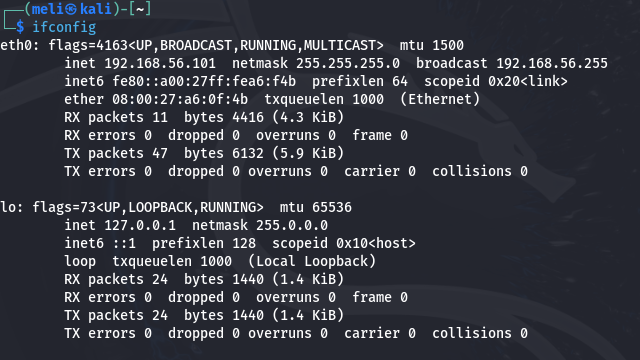 ┌──(meli㉿kali)-[~]
└─$ ifconfig
eth0: flags=4163<UP,BROADCAST,RUNNING,MULTICAST>  mtu 1500
        inet 192.168.56.101  netmask 255.255.255.0  broadcast 192.168.56.255
        inet6 fe80::a00:27ff:fea6:f4b  prefixlen 64  scopeid 0x20<link>
        ether 08:00:27:a6:0f:4b  txqueuelen 1000  (Ethernet)
        RX packets 11  bytes 4416 (4.3 KiB)
        RX errors 0  dropped 0  overruns 0  frame 0
        TX packets 47  bytes 6132 (5.9 KiB)
        TX errors 0  dropped 0 overruns 0  carrier 0  collisions 0

lo: flags=73<UP,LOOPBACK,RUNNING>  mtu 65536
        inet 127.0.0.1  netmask 255.0.0.0
        inet6 ::1  prefixlen 128  scopeid 0x10<host>
        loop  txqueuelen 1000  (Local Loopback)
        RX packets 24  bytes 1440 (1.4 KiB)
        RX errors 0  dropped 0  overruns 0  frame 0
        TX packets 24  bytes 1440 (1.4 KiB)
        TX errors 0  dropped 0 overruns 0  carrier 0  collisions 0